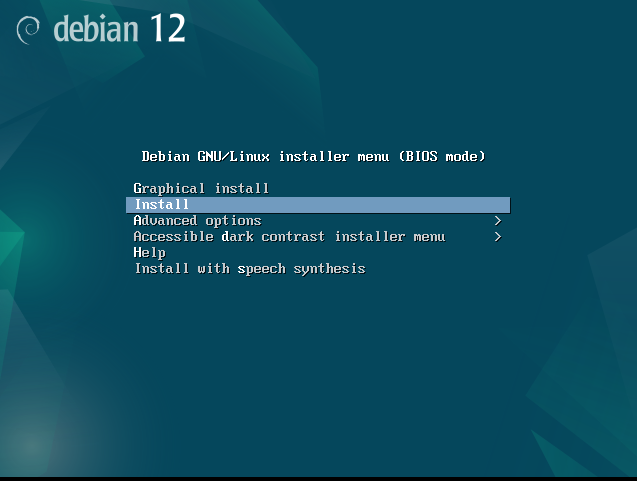 debian 12
Debian GNU/Linux installer menu (BIOS mode)
Graphical install
Install
Advanced options >
Accessible dark contrast installer menu >
Help
Install with speech synthesis